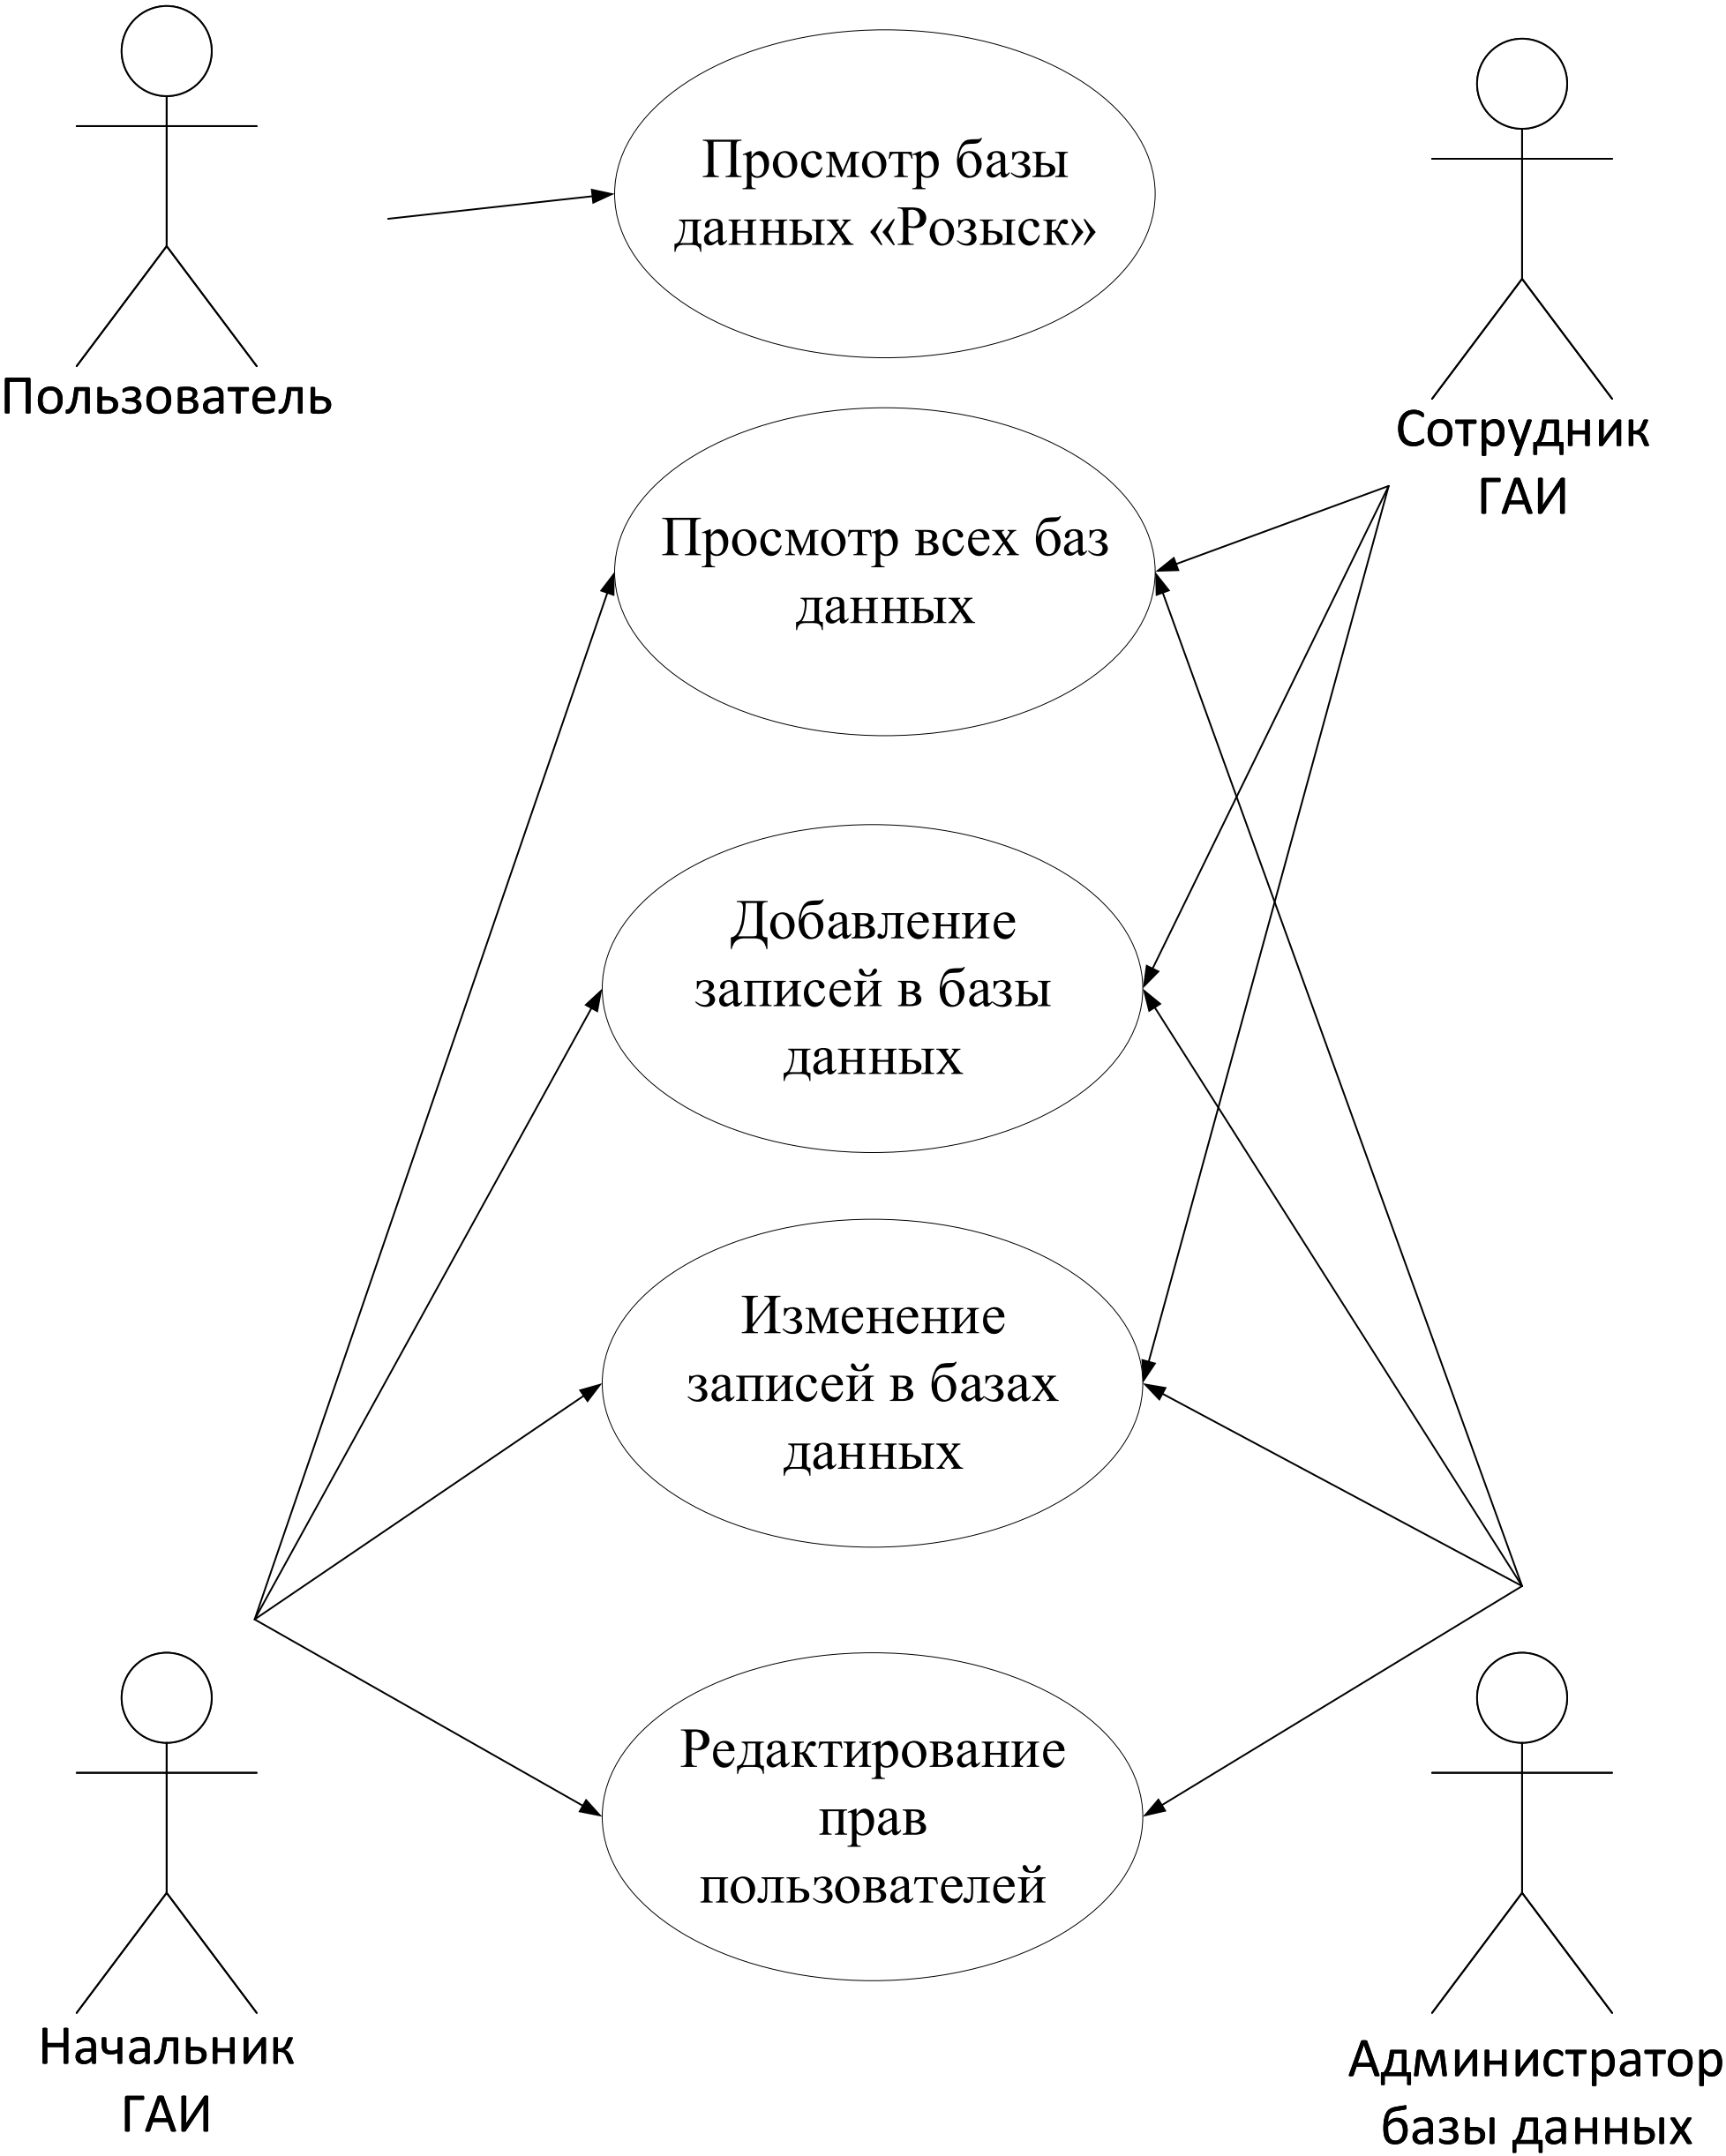 Просмотр базы
данных «Розыск»
Пользователь
Сотрудник
ГАИ
Просмотр всех баз
данных
Добавление
записей в базы
данных
Изменение
записей в базах
данных
Редактирование
прав
пользователей
Начальник
ГАИ
Администратор
базы данных